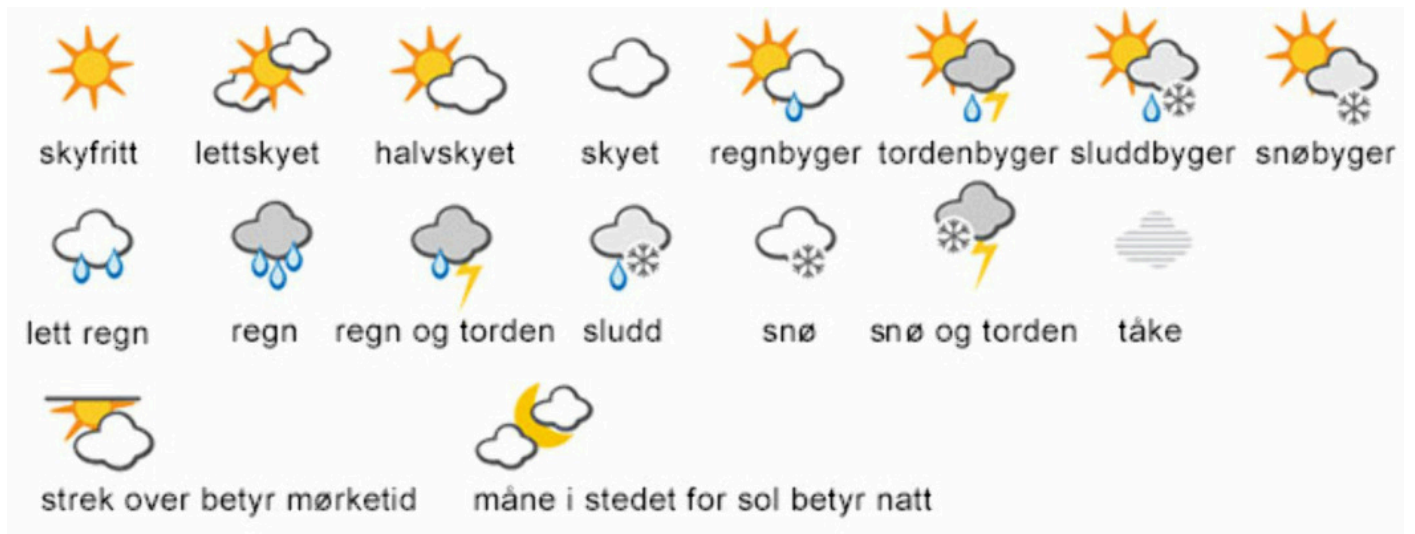 skyfritt lettskyet halvskyet skyet regnbyger tordenbyger sluddbyger snøbyger
lett regn regn regn og torden sludd snø snø og torden tåke
strek over betyr mørketid måne i stedet for sol betyr natt